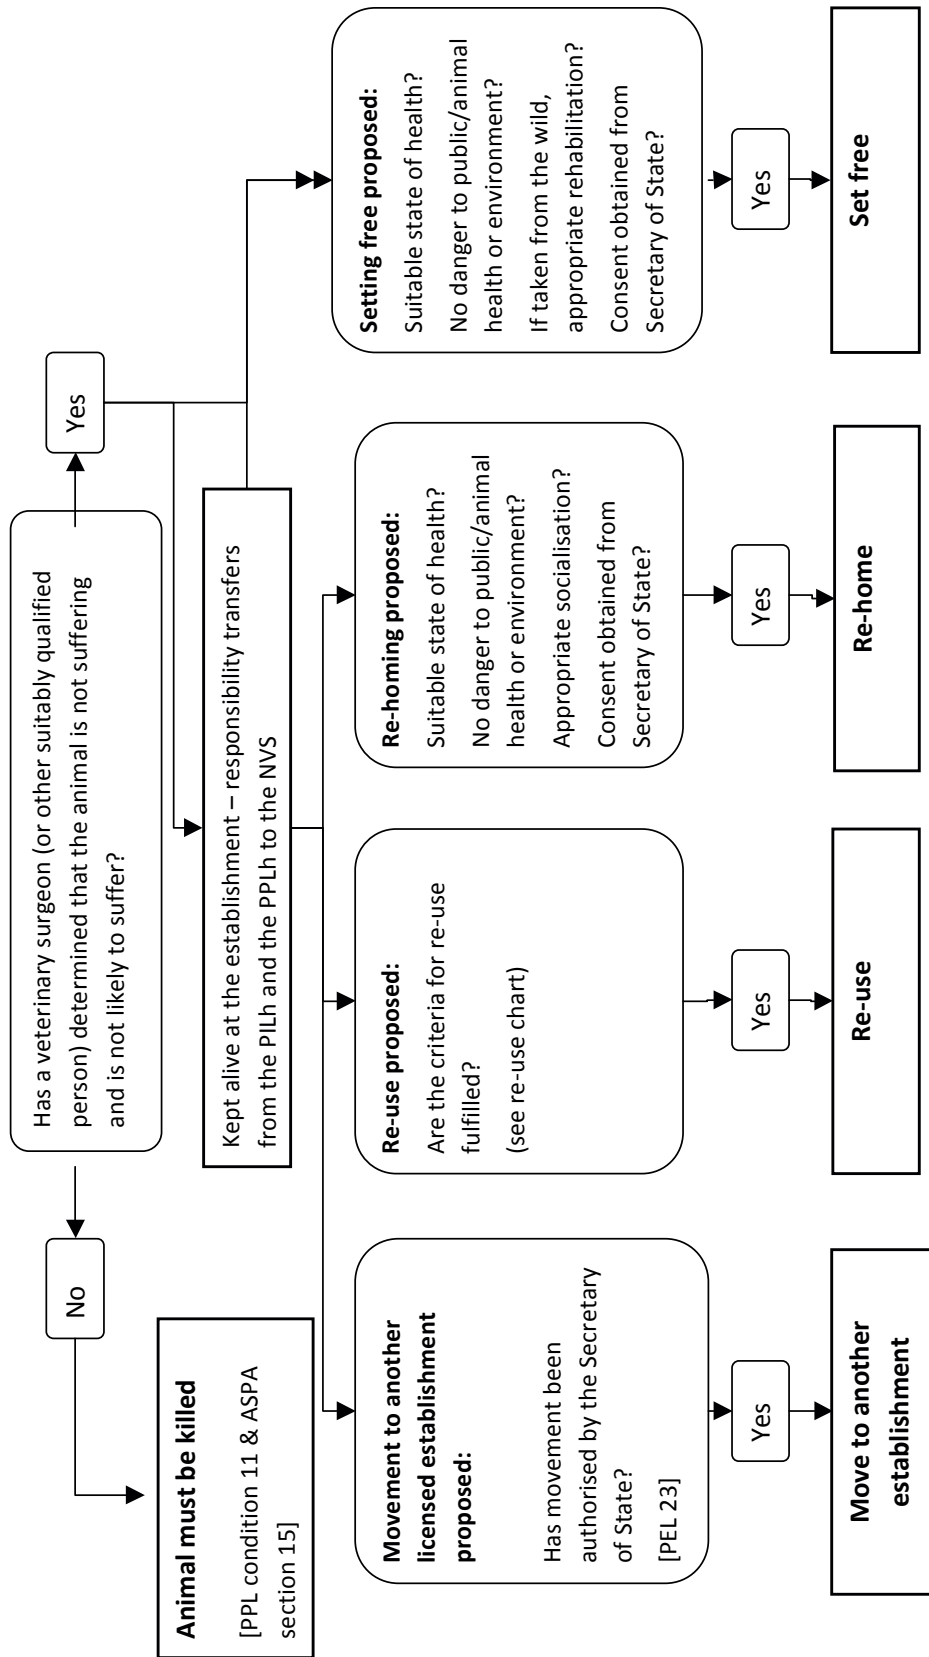 Has a veterinary surgeon (or other suitably qualified
person) determined that the animal is not suffering
and is not likely to suffer?
No
Yes
Animal must be killed
[PPL condition 11 & ASPA
section 15]
Kept alive at the establishment – responsibility transfers
from the PILh and the PPLh to the NVS
Movement to another
licensed establishment
proposed:
Has movement been
authorised by the Secretary
of State?
[PEL 23]
Re-use proposed:
Are the criteria for re-use
fulfilled?
(see re-use chart)
Re-homing proposed:
Suitable state of health?
No danger to public/animal
health or environment?
Appropriate socialisation?
Consent obtained from
Secretary of State?
Setting free proposed:
Suitable state of health?
No danger to public/animal
health or environment?
If taken from the wild,
appropriate rehabilitation?
Consent obtained from
Secretary of State?
Yes
Yes
Yes
Yes
Move to another
establishment
Re-use
Re-home
Set free